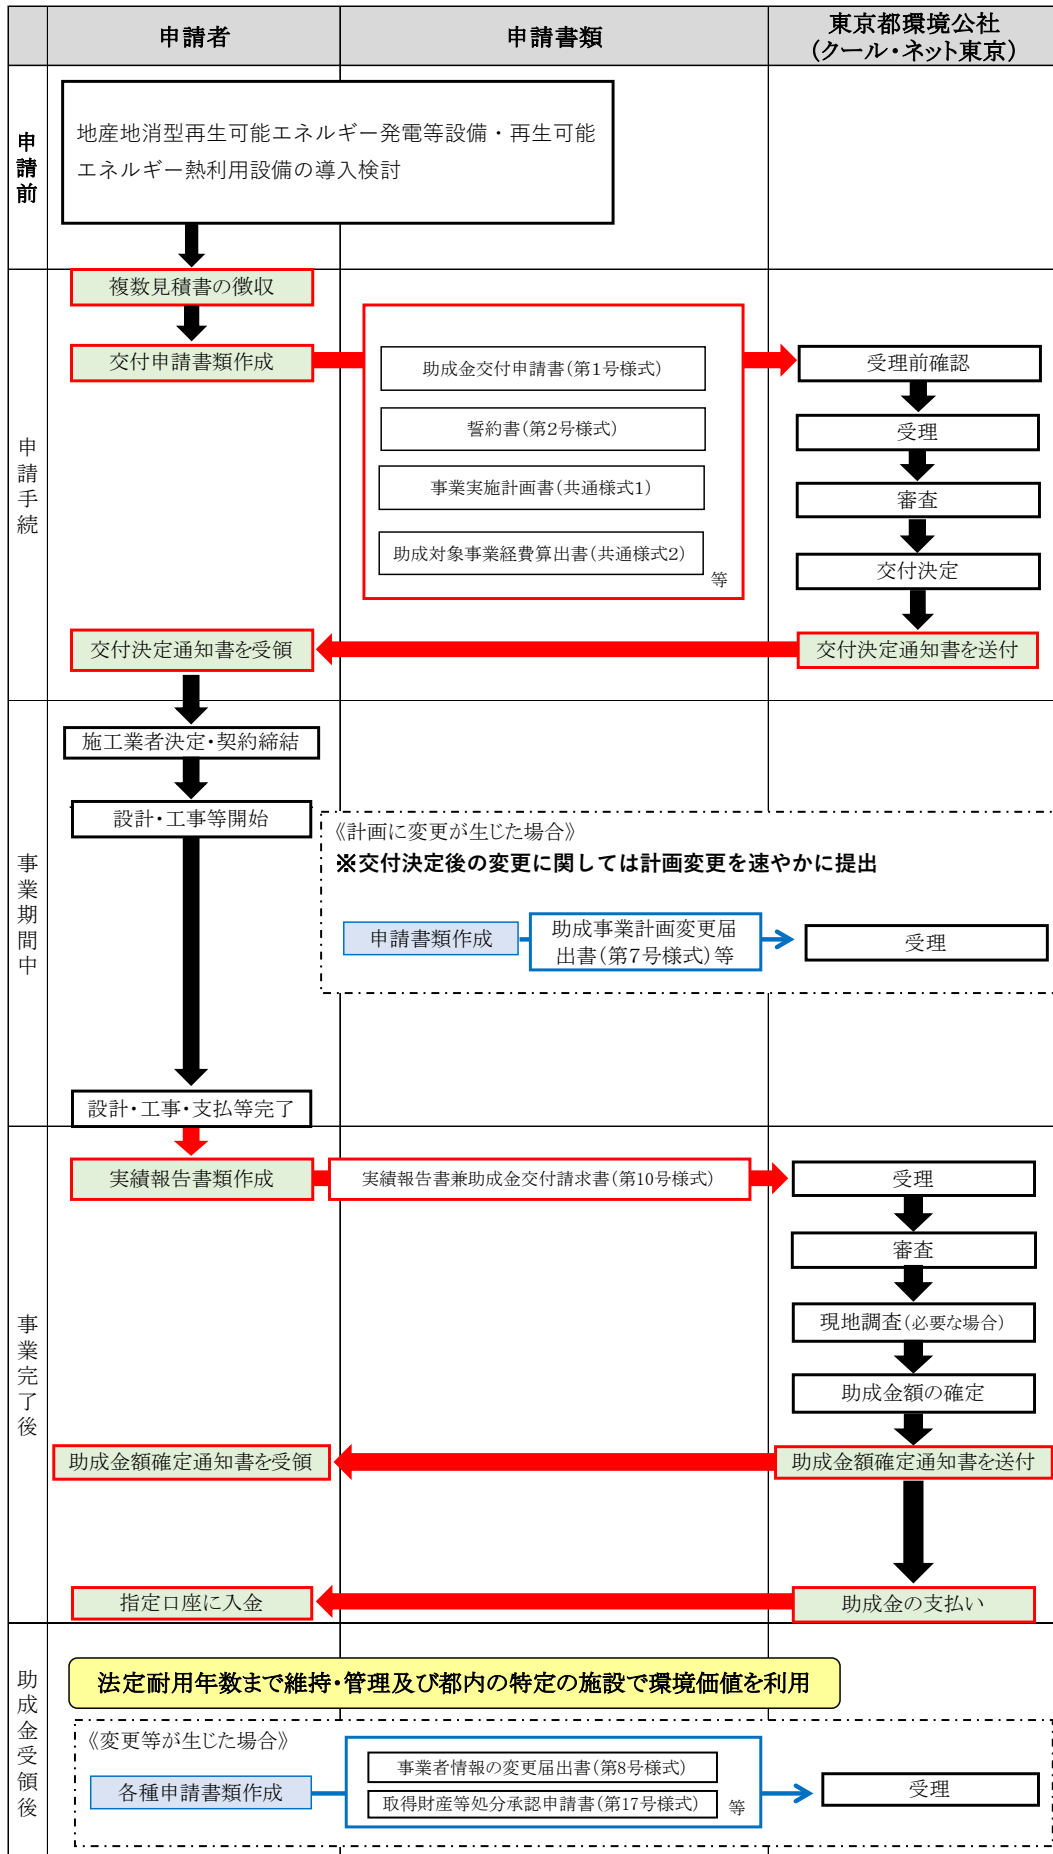 申請者
申請書類
東京都環境公社
(クール・ネット東京)
申請前
地産地消型再生可能エネルギー発電等設備・再生可能
エネルギー熱利用設備の導入検討
申請手続
複数見積書の徴収
交付申請書類作成
助成金交付申請書(第1号様式)
誓約書(第2号様式)
事業実施計画書(共通様式1)
助成対象事業経費算出書(共通様式2)
等
受理前確認
受理
審査
交付決定
交付決定通知書を送付
交付決定通知書を受領
事業期間中
施工業者決定・契約締結
設計・工事等開始
《計画に変更が生じた場合》
※交付決定後の変更に関しては計画変更を速やかに提出
申請書類作成
助成事業計画変更届
出書(第7号様式)等
受理
設計・工事・支払等完了
事業完了後
実績報告書類作成
実績報告書兼助成金交付請求書(第10号様式)
受理
審査
現地調査(必要な場合)
助成金額の確定
助成金額確定通知書を送付
助成金額確定通知書を受領
助成金の支払い
指定口座に入金
助成金受領後
法定耐用年数まで維持・管理及び都内の特定の施設で環境価値を利用
《変更等が生じた場合》
各種申請書類作成
事業者情報の変更届出書(第8号様式)
取得財産等処分承認申請書(第17号様式)
等
受理